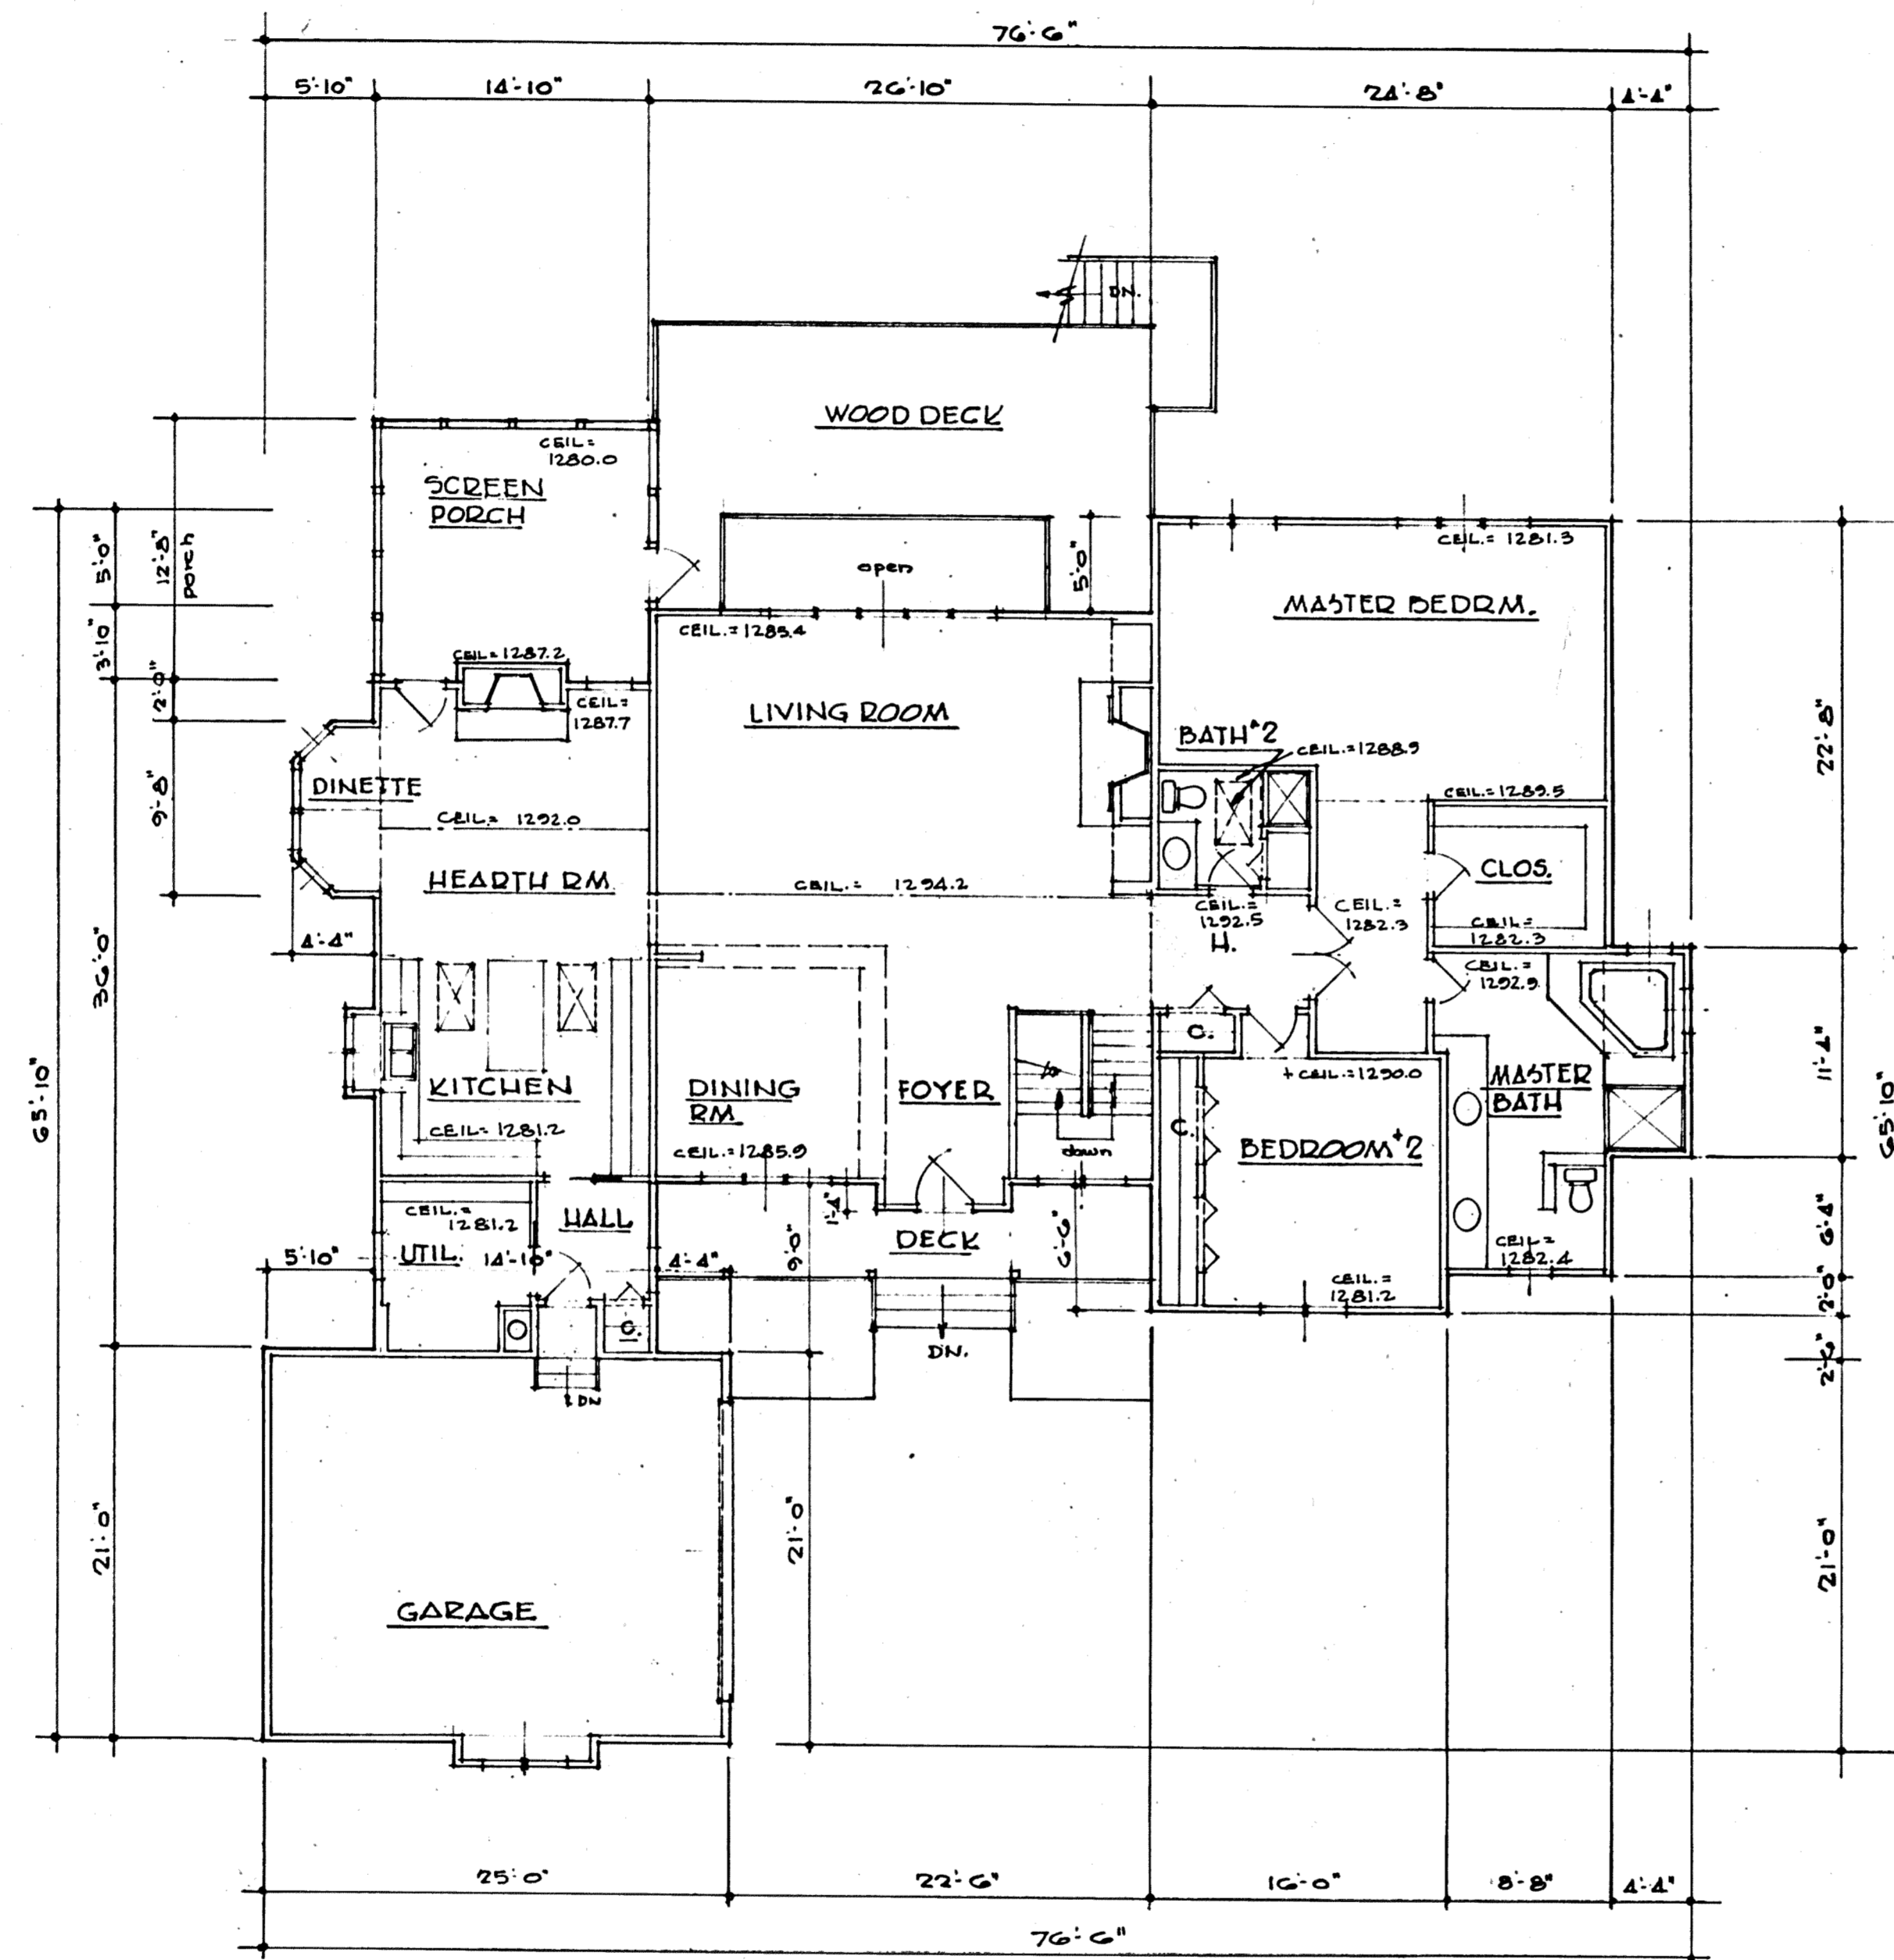 76'-6"
5'-10" 14'-10" 26'-10" 24'-8" 4'-4"
DN.
WOOD DECK
CEIL=
1280.0
SCREEN
PORCH
5'-0"
12'-8"
porch
open
5'-0"
CEIL.= 1281.3
MASTER BEDRM.
CEIL.=1285.4
3'-10"
2'-0"
CEIL=1287.2
CEIL=
1287.7
LIVING ROOM
BATH #2
CEIL.=1288.9
22'-8"
DINETTE
9'-8"
CEIL.= 1292.0
CEIL.=1289.5
HEARTH RM.
CEIL.= 1294.2
CLOS.
CEIL.=
1292.5
H.
CEIL.=
1282.3
CEIL=
1282.3
4'-4"
36'-0"
CEIL.=
1292.9
C.
65'-10"
KITCHEN
DINING
RM.
FOYER
+ CEIL.=1290.0
MASTER
BATH
11'-4"
65'-10"
CEIL=1281.2
C.
BEDROOM #2
CEIL.=1285.9
down
1'-4"
CEIL.=
1281.2
HALL
DECK
6'-6"
6'-4"
UTIL.
5'-10" 14'-10" 4'-4"
9'-0"
CEIL=
1282.4
CEIL.=
1281.2
2'-0"
C.
DN.
2'-6"
DN
21'-0"
21'-0"
21'-0"
GARAGE
25'-0" 22'-6" 16'-0" 8'-8" 4'-4"
76'-6"